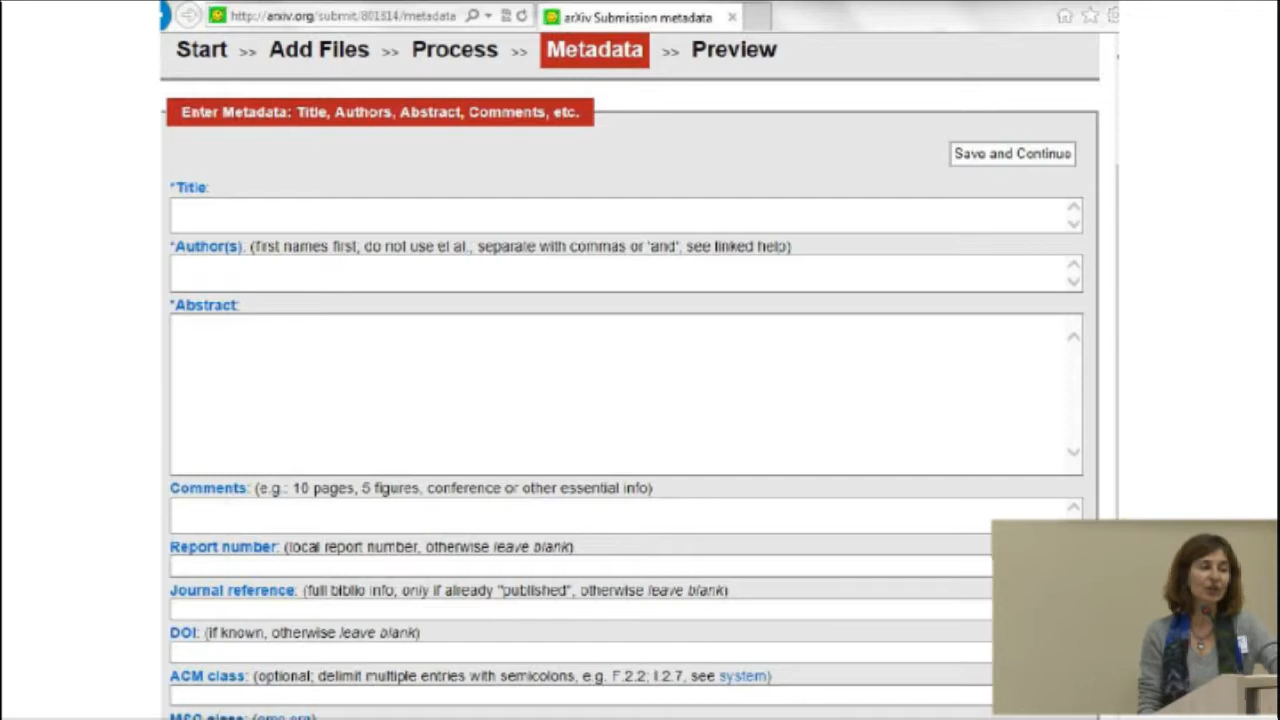 http://arxiv.org/submit/801814/metadata
arXiv Submission metadata
Start >> Add Files >> Process >> Metadata >> Preview
Enter Metadata: Title, Authors, Abstract, Comments, etc.
Save and Continue
*Title:
*Author(s). (first names first; do not use et al.; separate with commas or 'and', see linked help)
*Abstract:
Comments: (e.g.: 10 pages, 5 figures, conference or other essential info)
Report number: (local report number, otherwise leave blank)
Journal reference: (full biblio info; only if already "published", otherwise leave blank)
DOI: (if known, otherwise leave blank)
ACM class: (optional; delimit multiple entries with semicolons, e.g. F.2.2; I.2.7, see system)
MSC class: